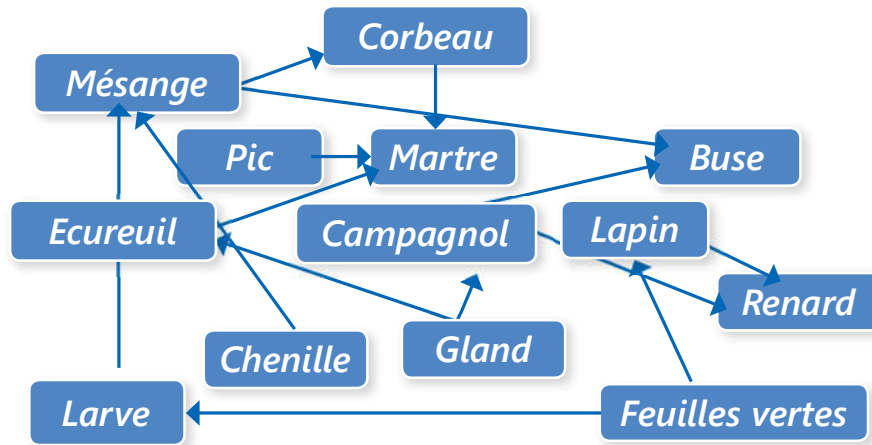 Corbeau
Mésange
Pic
Martre
Buse
Ecureuil
Campagnol
Lapin
Renard
Chenille
Gland
Larve
Feuilles vertes